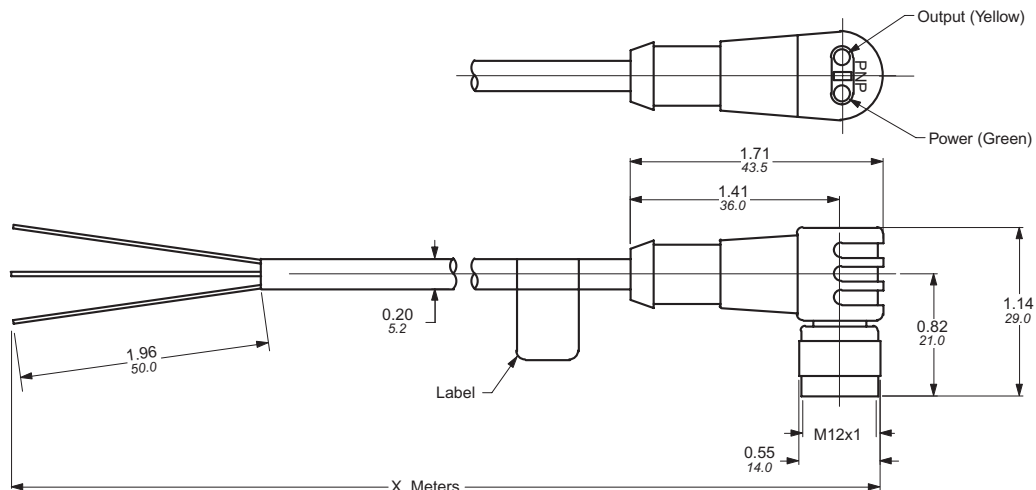 Output (Yellow)
PNP
Power (Green)
1.71
43.5
1.41
36.0
0.20
5.2
1.14
29.0
0.82
21.0
1.96
50.0
Label
M12x1
0.55
14.0
X Meters